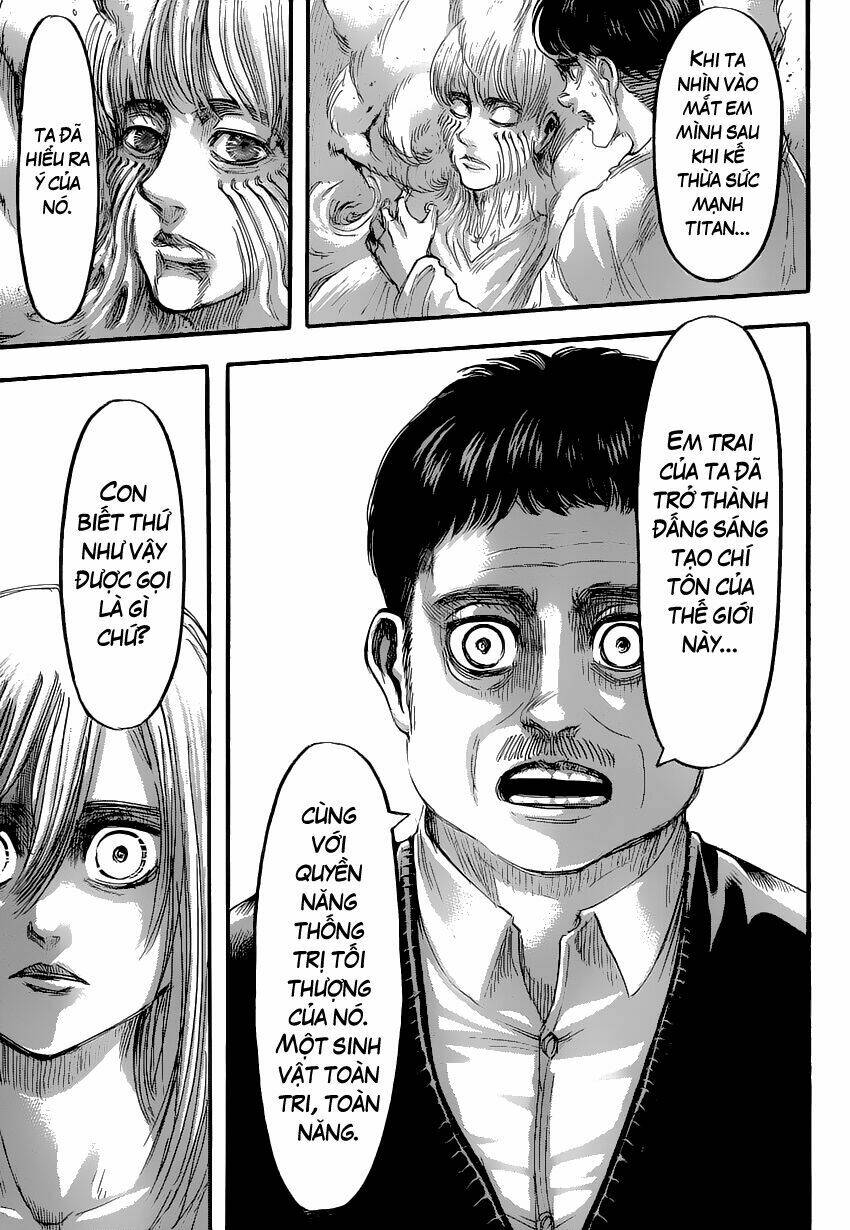 KHI TA
NHÌN VÀO
MẮT EM
MÌNH SAU
KHI KẾ
THỪA SỨC
MẠNH
TITAN...
TA ĐÃ
HIỂU RA
Ý CỦA
NÓ.
EM TRAI
CỦA TA ĐÃ
TRỞ THÀNH
ĐẤNG SÁNG
TẠO CHÍ
TÔN CỦA
THẾ GIỚI
NÀY...
CÙNG
VỚI
QUYỀN
NĂNG
THỐNG
TRỊ TỐI
THƯỢNG
CỦA NÓ.
MỘT SINH
VẬT TOÀN
TRI, TOÀN
NĂNG.
CON
BIẾT THỨ
NHƯ VẬY
ĐƯỢC GỌI
LÀ GÌ
CHỨ?